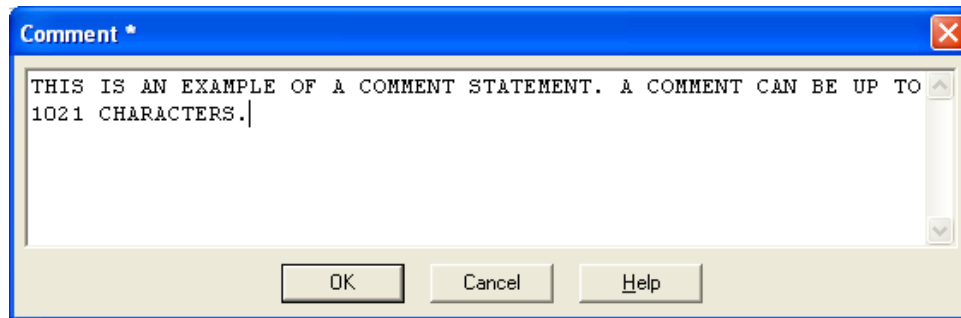 Comment *
THIS IS AN EXAMPLE OF A COMMENT STATEMENT. A COMMENT CAN BE UP TO
1021 CHARACTERS.
OK Cancel Help